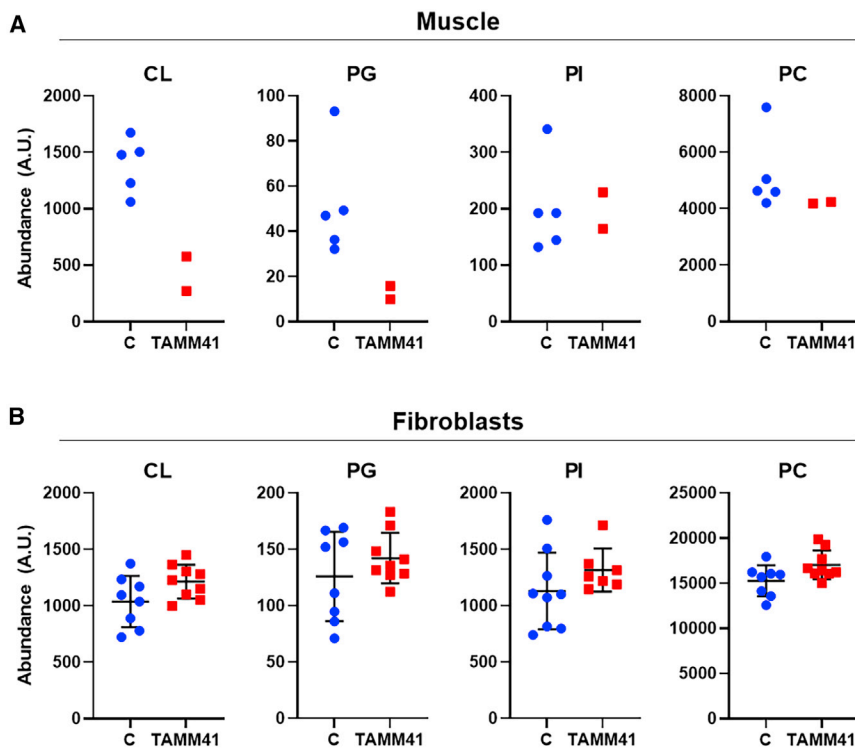 A
Muscle
CL
PG
PI
PC
Abundance (A.U.)
2000
1500
1000
500
0
C
TAMM41
100
80
60
40
20
0
C
TAMM41
400
300
200
100
0
C
TAMM41
8000
6000
4000
2000
0
C
TAMM41
B
Fibroblasts
CL
PG
PI
PC
Abundance (A.U.)
2000
1500
1000
500
0
C
TAMM41
200
150
100
50
0
C
TAMM41
2000
1500
1000
500
0
C
TAMM41
25000
20000
15000
10000
5000
0
C
TAMM41